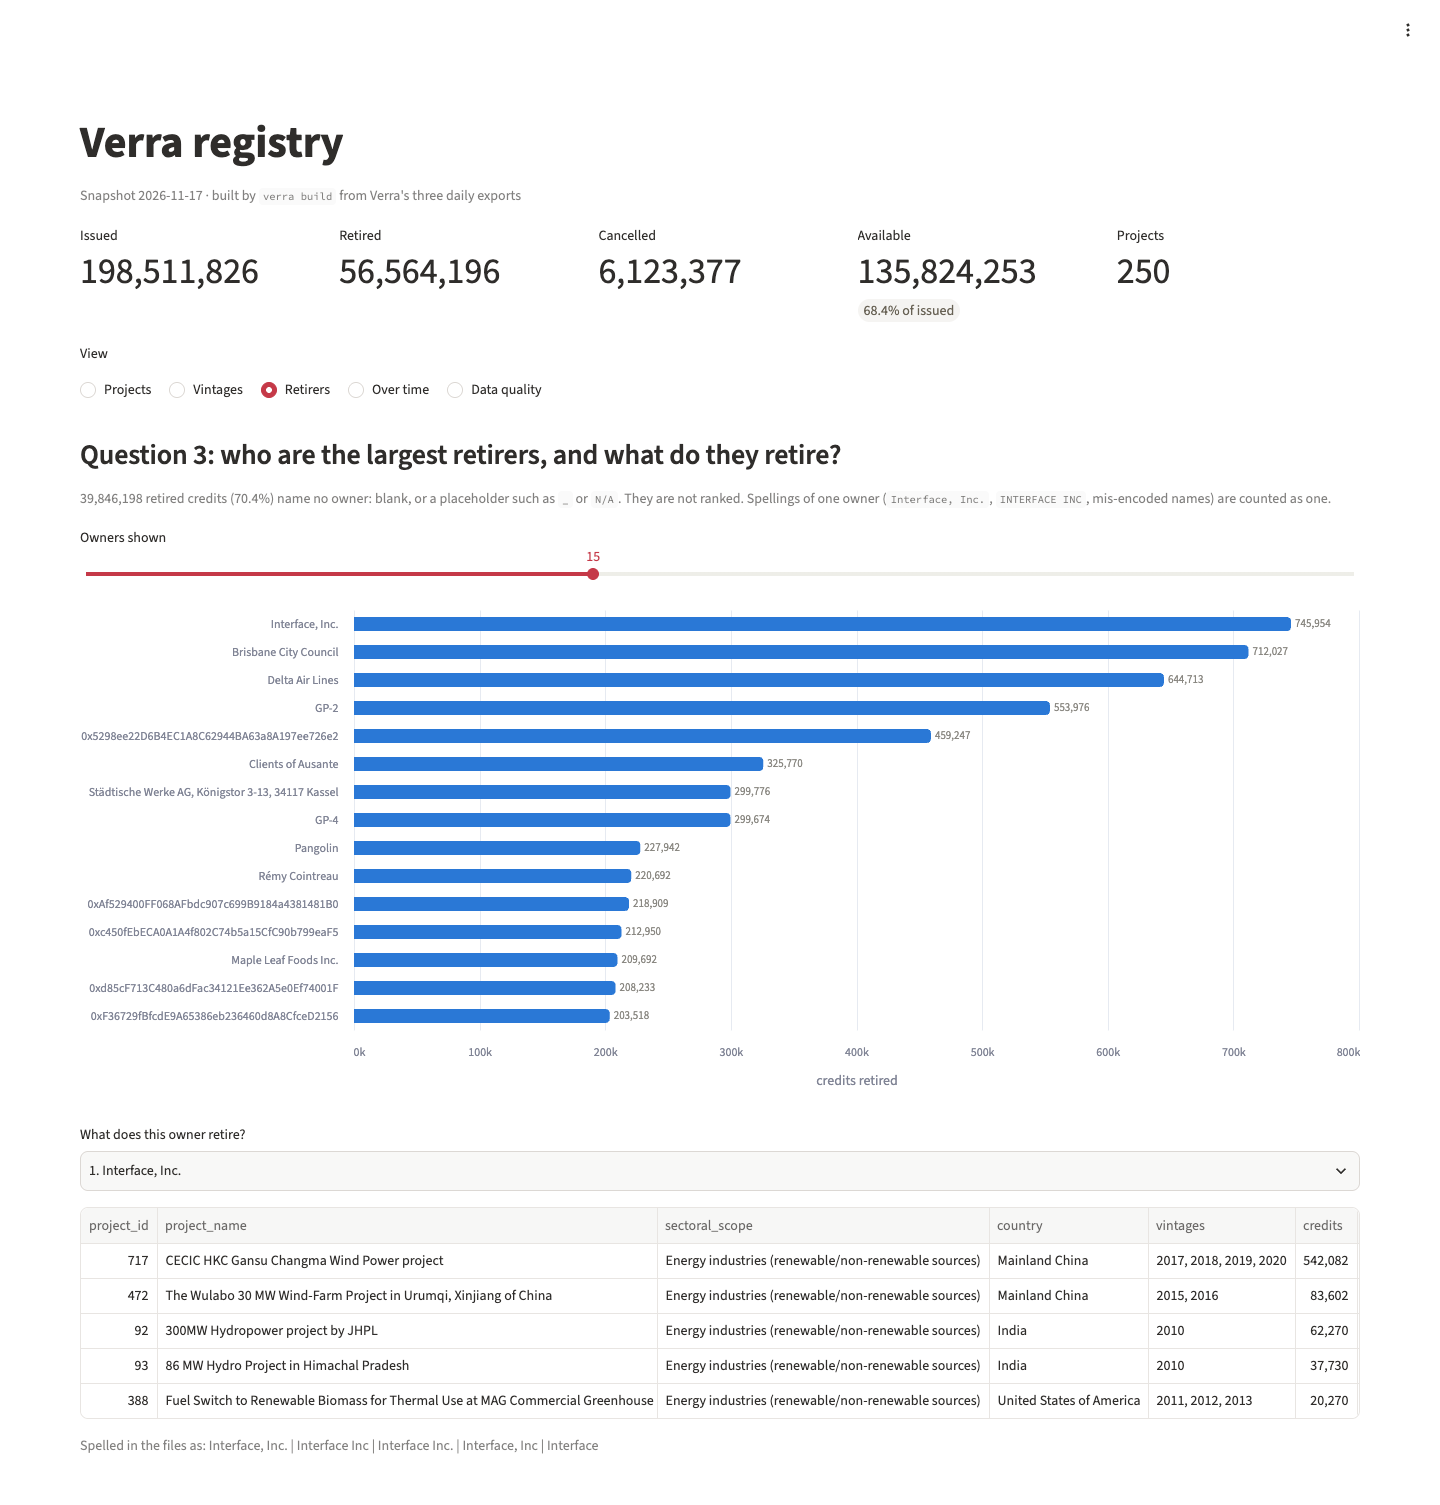 Verra registry
Snapshot 2026-11-17 · built by verra build from Verra's three daily exports
Issued Retired Cancelled Available Projects
198,511,826 56,564,196 6,123,377 135,824,253 250
68.4% of issued
View
Projects Vintages Retirers Over time Data quality
Question 3: who are the largest retirers, and what do they retire?
39,846,198 retired credits (70.4%) name no owner: blank, or a placeholder such as _ or N/A. They are not ranked. Spellings of one owner (Interface, Inc., INTERFACE INC, mis-encoded names) are counted as one.
Owners shown
15
Interface, Inc. 745,954
Brisbane City Council 712,027
Delta Air Lines 644,713
GP-2 553,976
0x5298ee22D6B4EC1A8C62944BA63a8A197ee726e2 459,247
Clients of Ausante 325,770
Städtische Werke AG, Königstor 3-13, 34117 Kassel 299,776
GP-4 299,674
Pangolin 227,942
Rémy Cointreau 220,692
0xAf529400FF068AFbdc907c699B9184a4381481B0 218,909
0xc450fEbECA0A1A4f802C74b5a15CfC90b799eaF5 212,950
Maple Leaf Foods Inc. 209,692
0xd85cF713C480a6dFac34121Ee362A5e0Ef74001F 208,233
0xF36729fBfcdE9A65386eb236460d8A8CfceD2156 203,518
0k 100k 200k 300k 400k 500k 600k 700k 800k
credits retired
What does this owner retire?
1. Interface, Inc.
project_id project_name sectoral_scope country vintages credits
717 CECIC HKC Gansu Changma Wind Power project Energy industries (renewable/non-renewable sources) Mainland China 2017, 2018, 2019, 2020 542,082
472 The Wulabo 30 MW Wind-Farm Project in Urumqi, Xinjiang of China Energy industries (renewable/non-renewable sources) Mainland China 2015, 2016 83,602
92 300MW Hydropower project by JHPL Energy industries (renewable/non-renewable sources) India 2010 62,270
93 86 MW Hydro Project in Himachal Pradesh Energy industries (renewable/non-renewable sources) India 2010 37,730
388 Fuel Switch to Renewable Biomass for Thermal Use at MAG Commercial Greenhouse Energy industries (renewable/non-renewable sources) United States of America 2011, 2012, 2013 20,270
Spelled in the files as: Interface, Inc. | Interface Inc | Interface Inc. | Interface, Inc | Interface